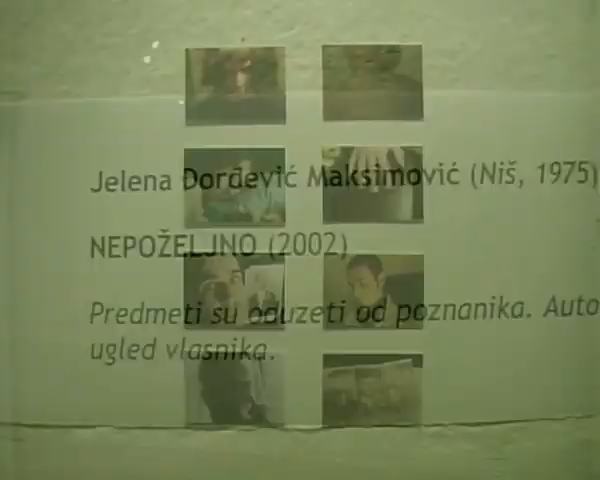 Jelena Đorđević Maksimović (Niš, 1975)
NEPOŽELJNO (2002)
Predmeti su oduzeti od poznanika. Auto
ugled vlasnika.